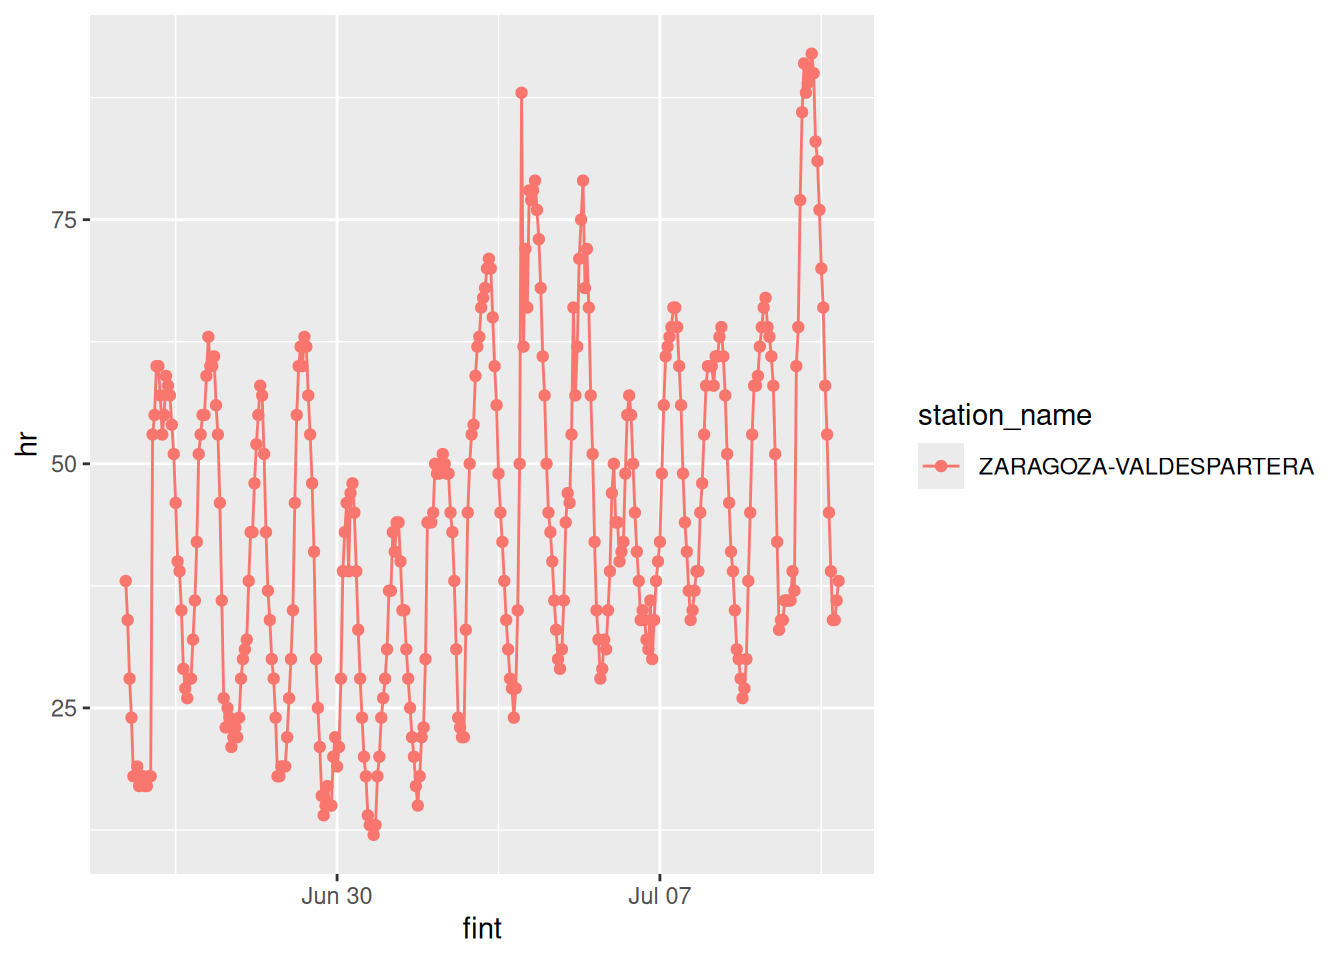 75
50
25
hr
Jun 30
Jul 07
fint
station_name
ZARAGOZA-VALDESPARTERA